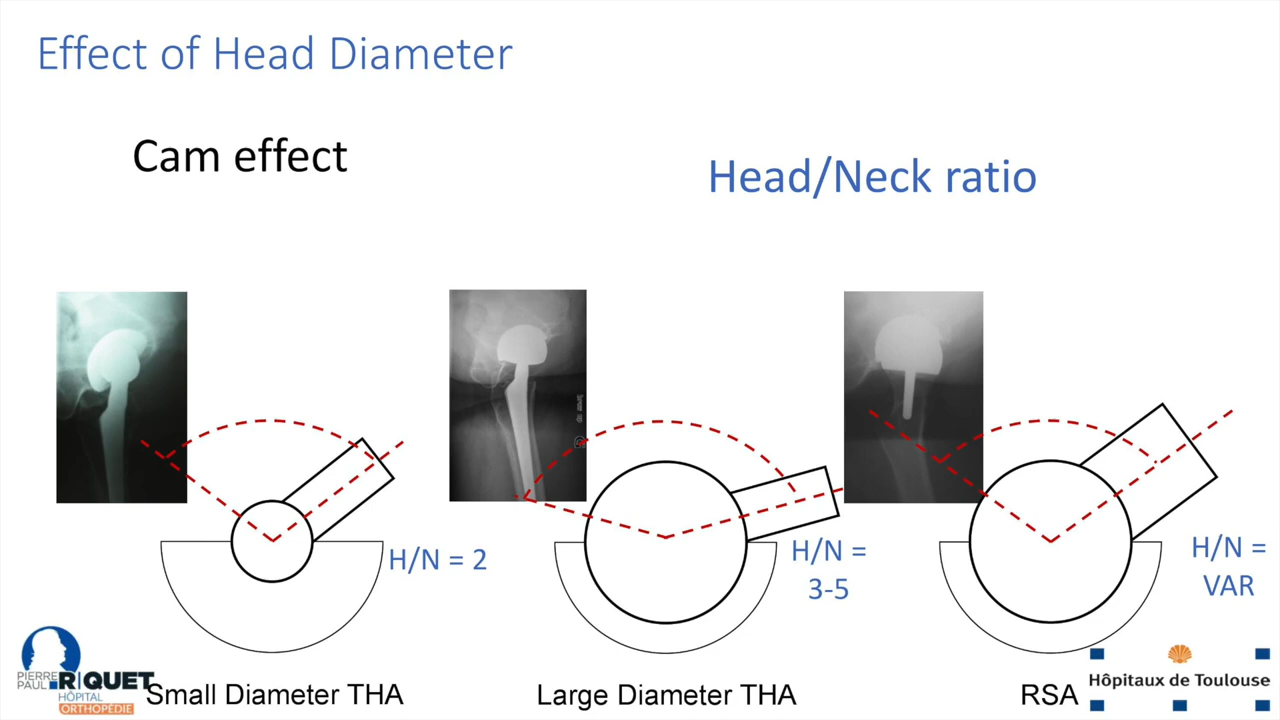 Effect of Head Diameter
Cam effect
Head/Neck ratio
H/N = 2
H/N =
3-5
H/N =
VAR
Small Diameter THA
Large Diameter THA
RSA
PIERRE
PAUL RIQUET
HÔPITAL
ORTHOPÉDIE
Hôpitaux de Toulouse